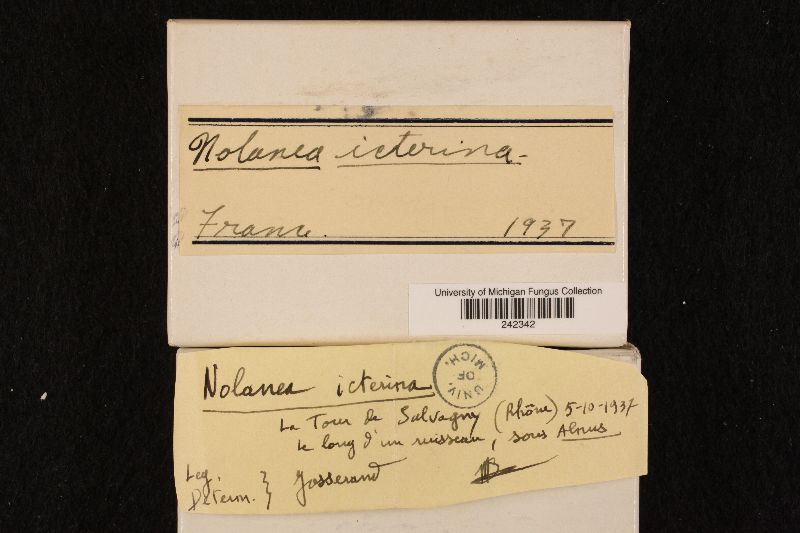 Nolanea icterina.
France. 1937
University of Michigan Fungus Collection
242342
Nolanea icterina
UNIV. OF MICH.
La Tour de Salvagny (Rhône) 5-10-1937
Le long d'un ruisseau, sous Alnus
Leg.
Determ. } Josserand